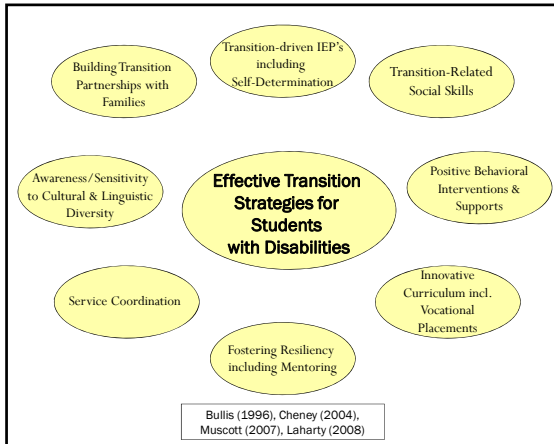 Transition-driven IEP's
including
Self-Determination
Building Transition
Partnerships with
Families
Transition-Related
Social Skills
Awareness/Sensitivity
to Cultural & Linguistic
Diversity
Effective Transition
Strategies for
Students
with Disabilities
Positive Behavioral
Interventions &
Supports
Service Coordination
Innovative
Curriculum incl.
Vocational
Placements
Fostering Resiliency
including Mentoring
Bullis (1996), Cheney (2004),
Muscott (2007), Laharty (2008)